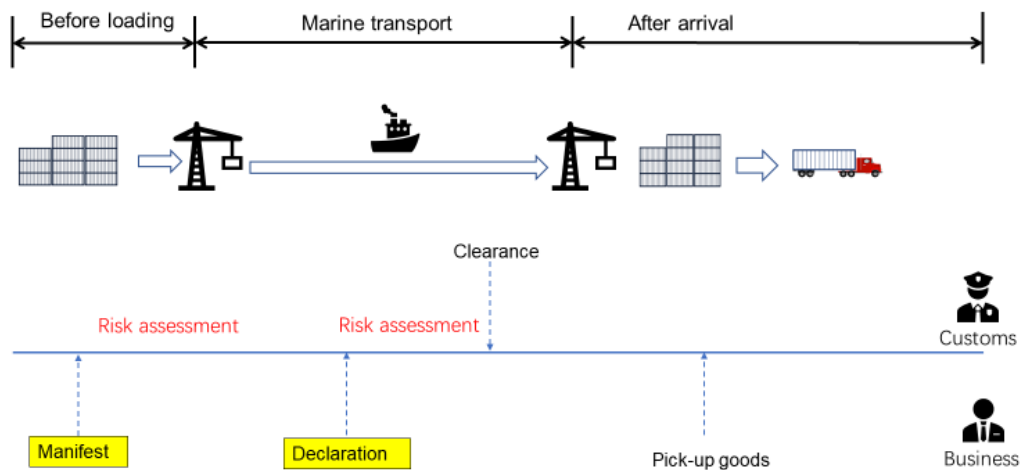 Before loading
Marine transport
After arrival
Clearance
Risk assessment
Risk assessment
Customs
Manifest
Declaration
Pick-up goods
Business